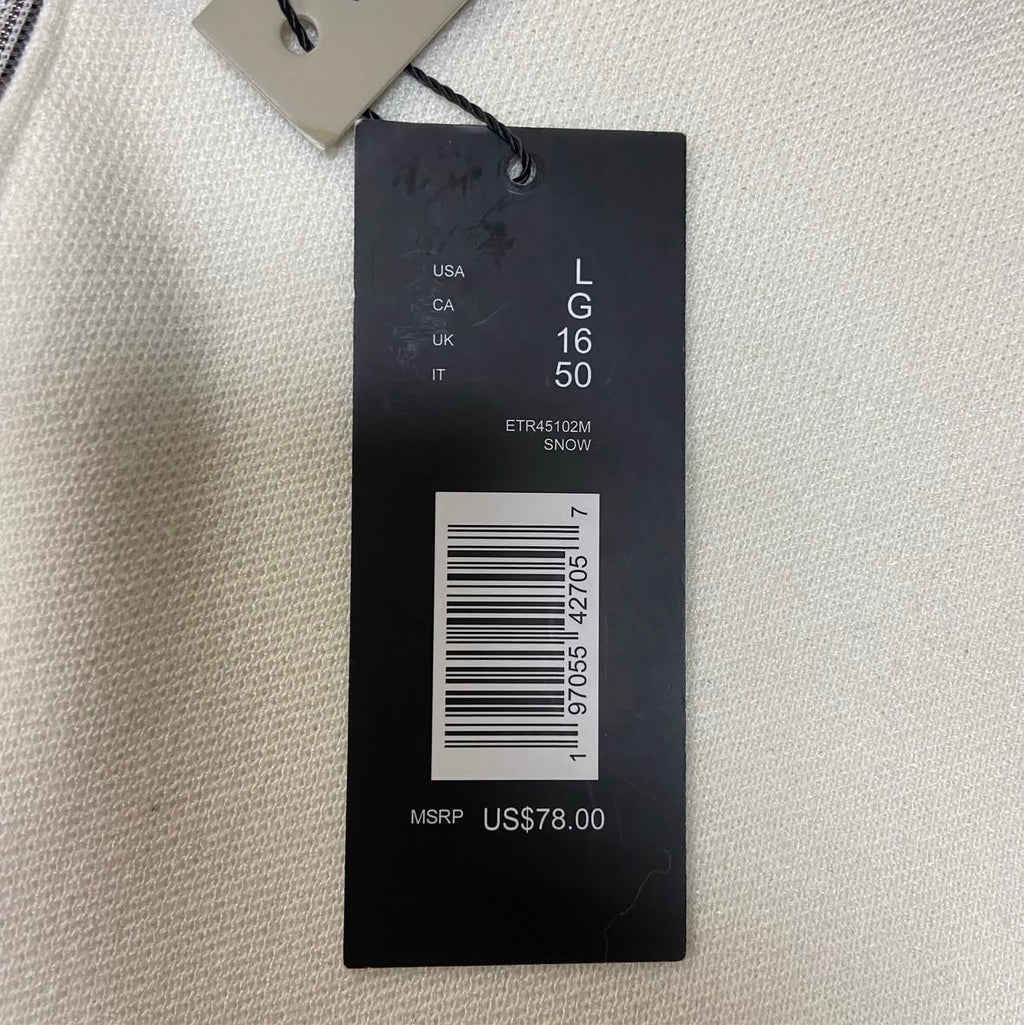 USA L
CA G
UK 16
IT 50
ETR45102M
SNOW
1 97055 42705 7
MSRP US$78.00